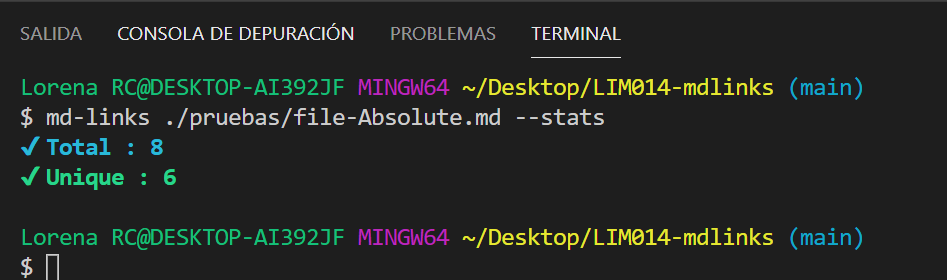 SALIDA CONSOLA DE DEPURACIÓN PROBLEMAS TERMINAL
Lorena RC@DESKTOP-AI392JF MINGW64 ~/Desktop/LIM014-mdlinks (main)
$ md-links ./pruebas/file-Absolute.md --stats
✔ Total : 8
✔ Unique : 6
Lorena RC@DESKTOP-AI392JF MINGW64 ~/Desktop/LIM014-mdlinks (main)
$